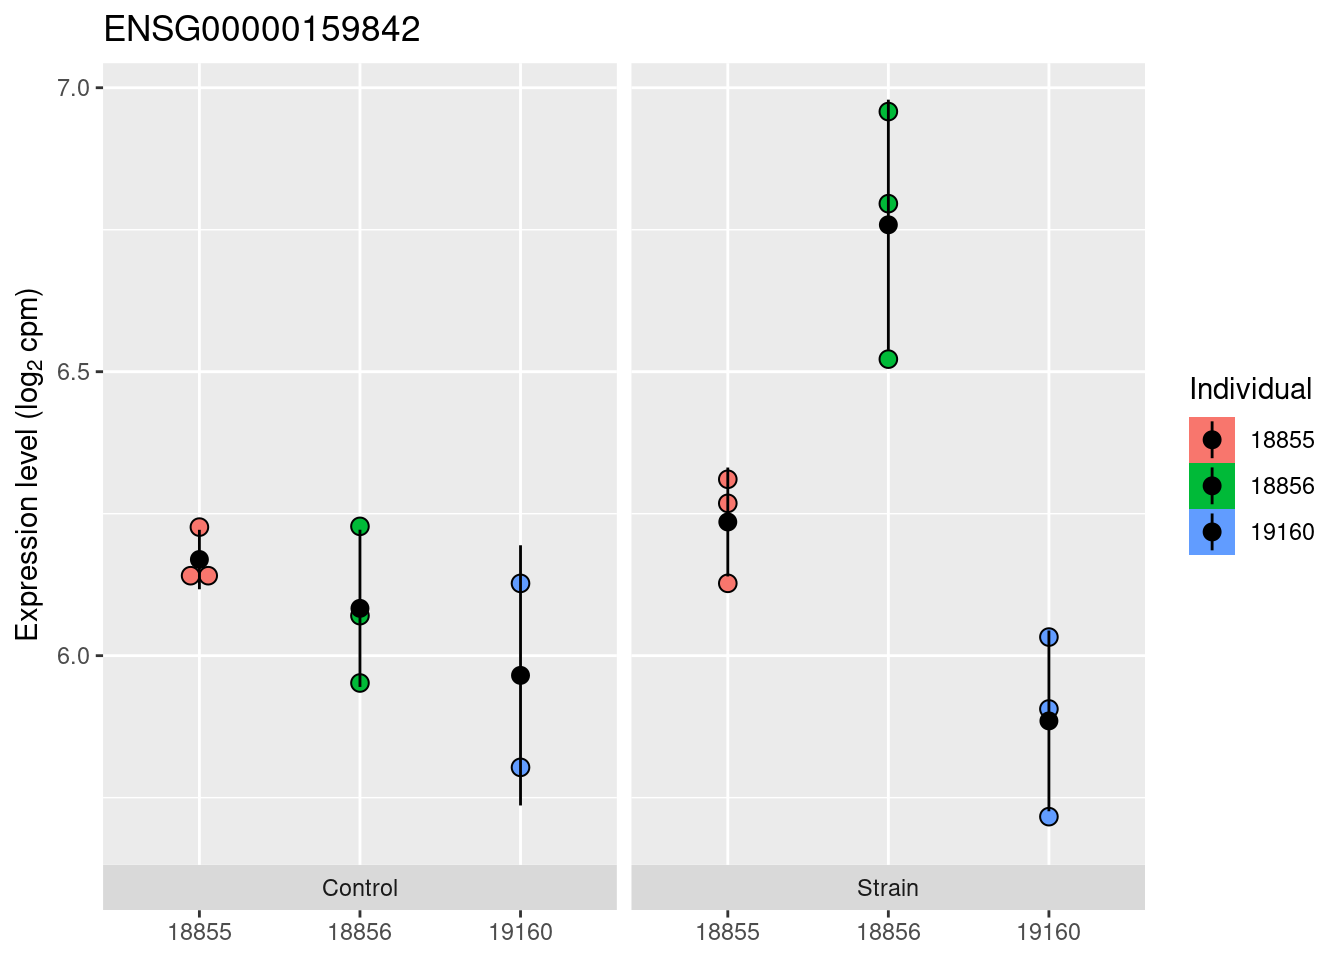 ENSG00000159842
Expression level (log₂ cpm)
7.0
6.5
6.0
Control
Strain
18855
18856
19160
18855
18856
19160
Individual
18855
18856
19160